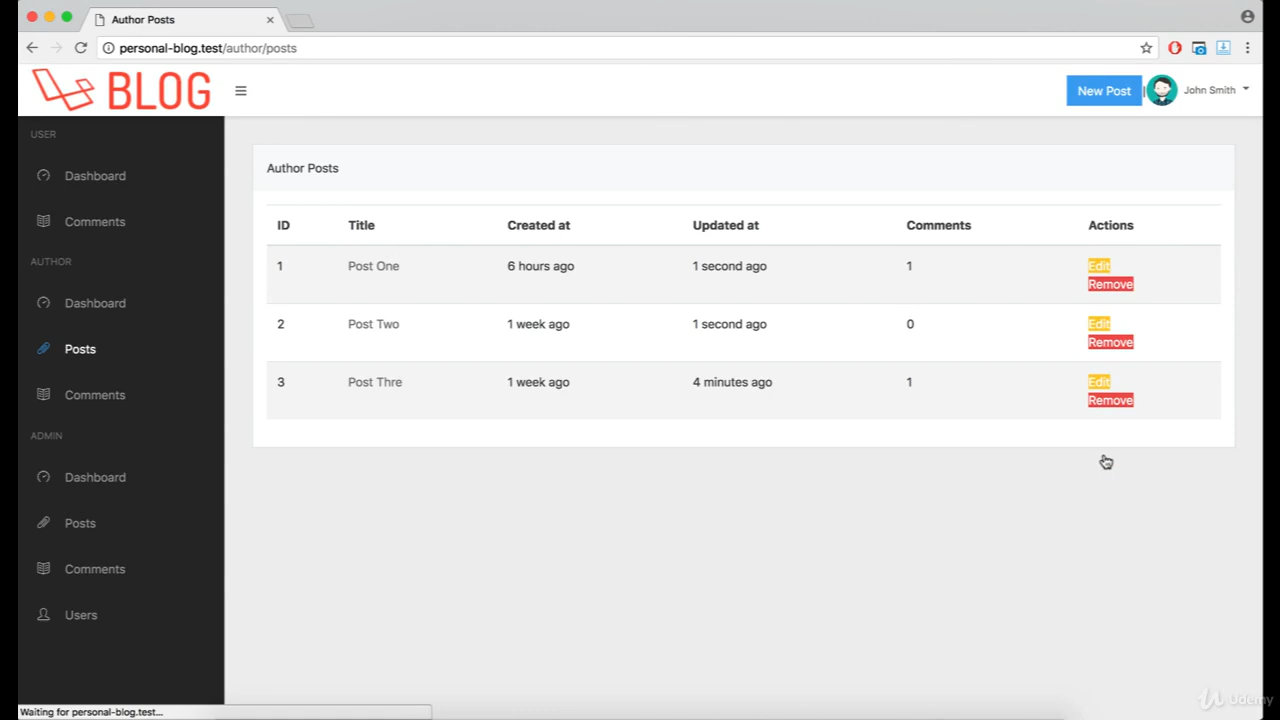 Author Posts
personal-blog.test/author/posts
BLOG
New Post
John Smith
USER
Dashboard
Comments
AUTHOR
Dashboard
Posts
Comments
ADMIN
Dashboard
Posts
Comments
Users
Author Posts
ID Title Created at Updated at Comments Actions
1 Post One 6 hours ago 1 second ago 1 Edit
Remove
2 Post Two 1 week ago 1 second ago 0 Edit
Remove
3 Post Thre 1 week ago 4 minutes ago 1 Edit
Remove
Waiting for personal-blog.test...
Udemy